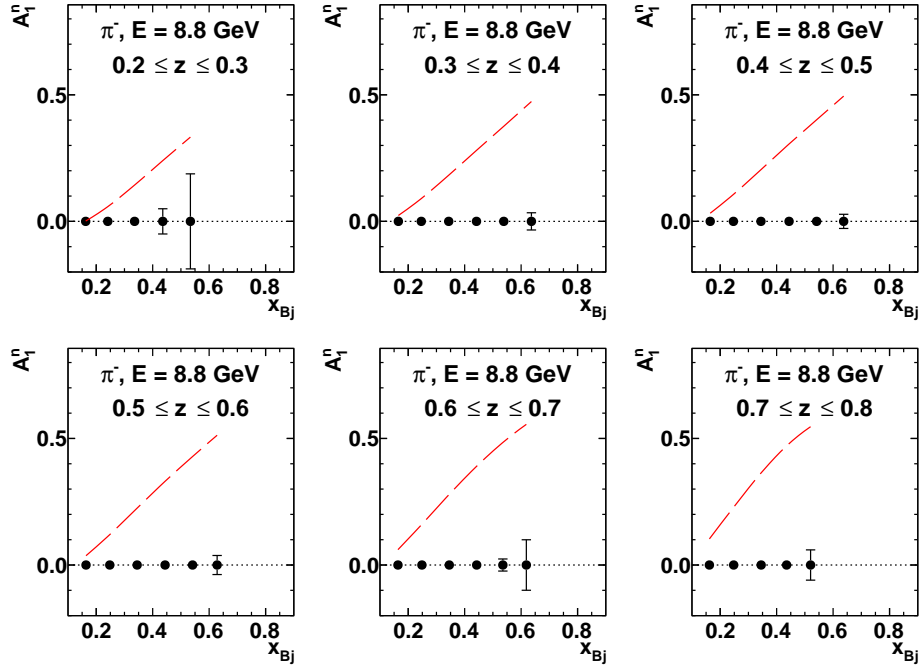 A₁ⁿ
π⁻, E = 8.8 GeV
0.2 ≤ z ≤ 0.3
0.5
0.0
0.2 0.4 0.6 0.8
x_Bj
A₁ⁿ
π⁻, E = 8.8 GeV
0.3 ≤ z ≤ 0.4
0.5
0.0
0.2 0.4 0.6 0.8
x_Bj
A₁ⁿ
π⁻, E = 8.8 GeV
0.4 ≤ z ≤ 0.5
0.5
0.0
0.2 0.4 0.6 0.8
x_Bj
A₁ⁿ
π⁻, E = 8.8 GeV
0.5 ≤ z ≤ 0.6
0.5
0.0
0.2 0.4 0.6 0.8
x_Bj
A₁ⁿ
π⁻, E = 8.8 GeV
0.6 ≤ z ≤ 0.7
0.5
0.0
0.2 0.4 0.6 0.8
x_Bj
A₁ⁿ
π⁻, E = 8.8 GeV
0.7 ≤ z ≤ 0.8
0.5
0.0
0.2 0.4 0.6 0.8
x_Bj